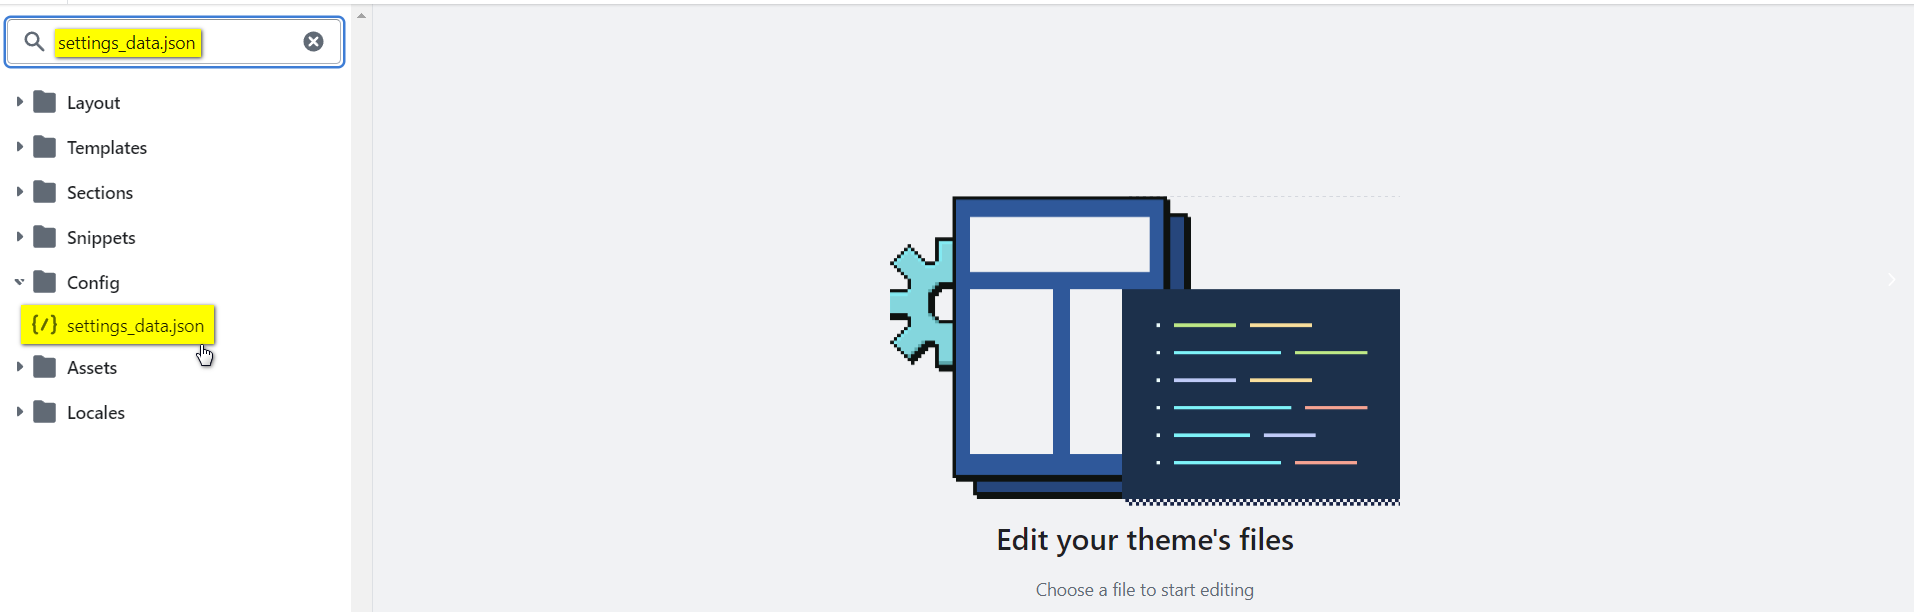 settings_data.json
Layout
Templates
Sections
Snippets
Config
{/} settings_data.json
Assets
Locales
Edit your theme's files
Choose a file to start editing